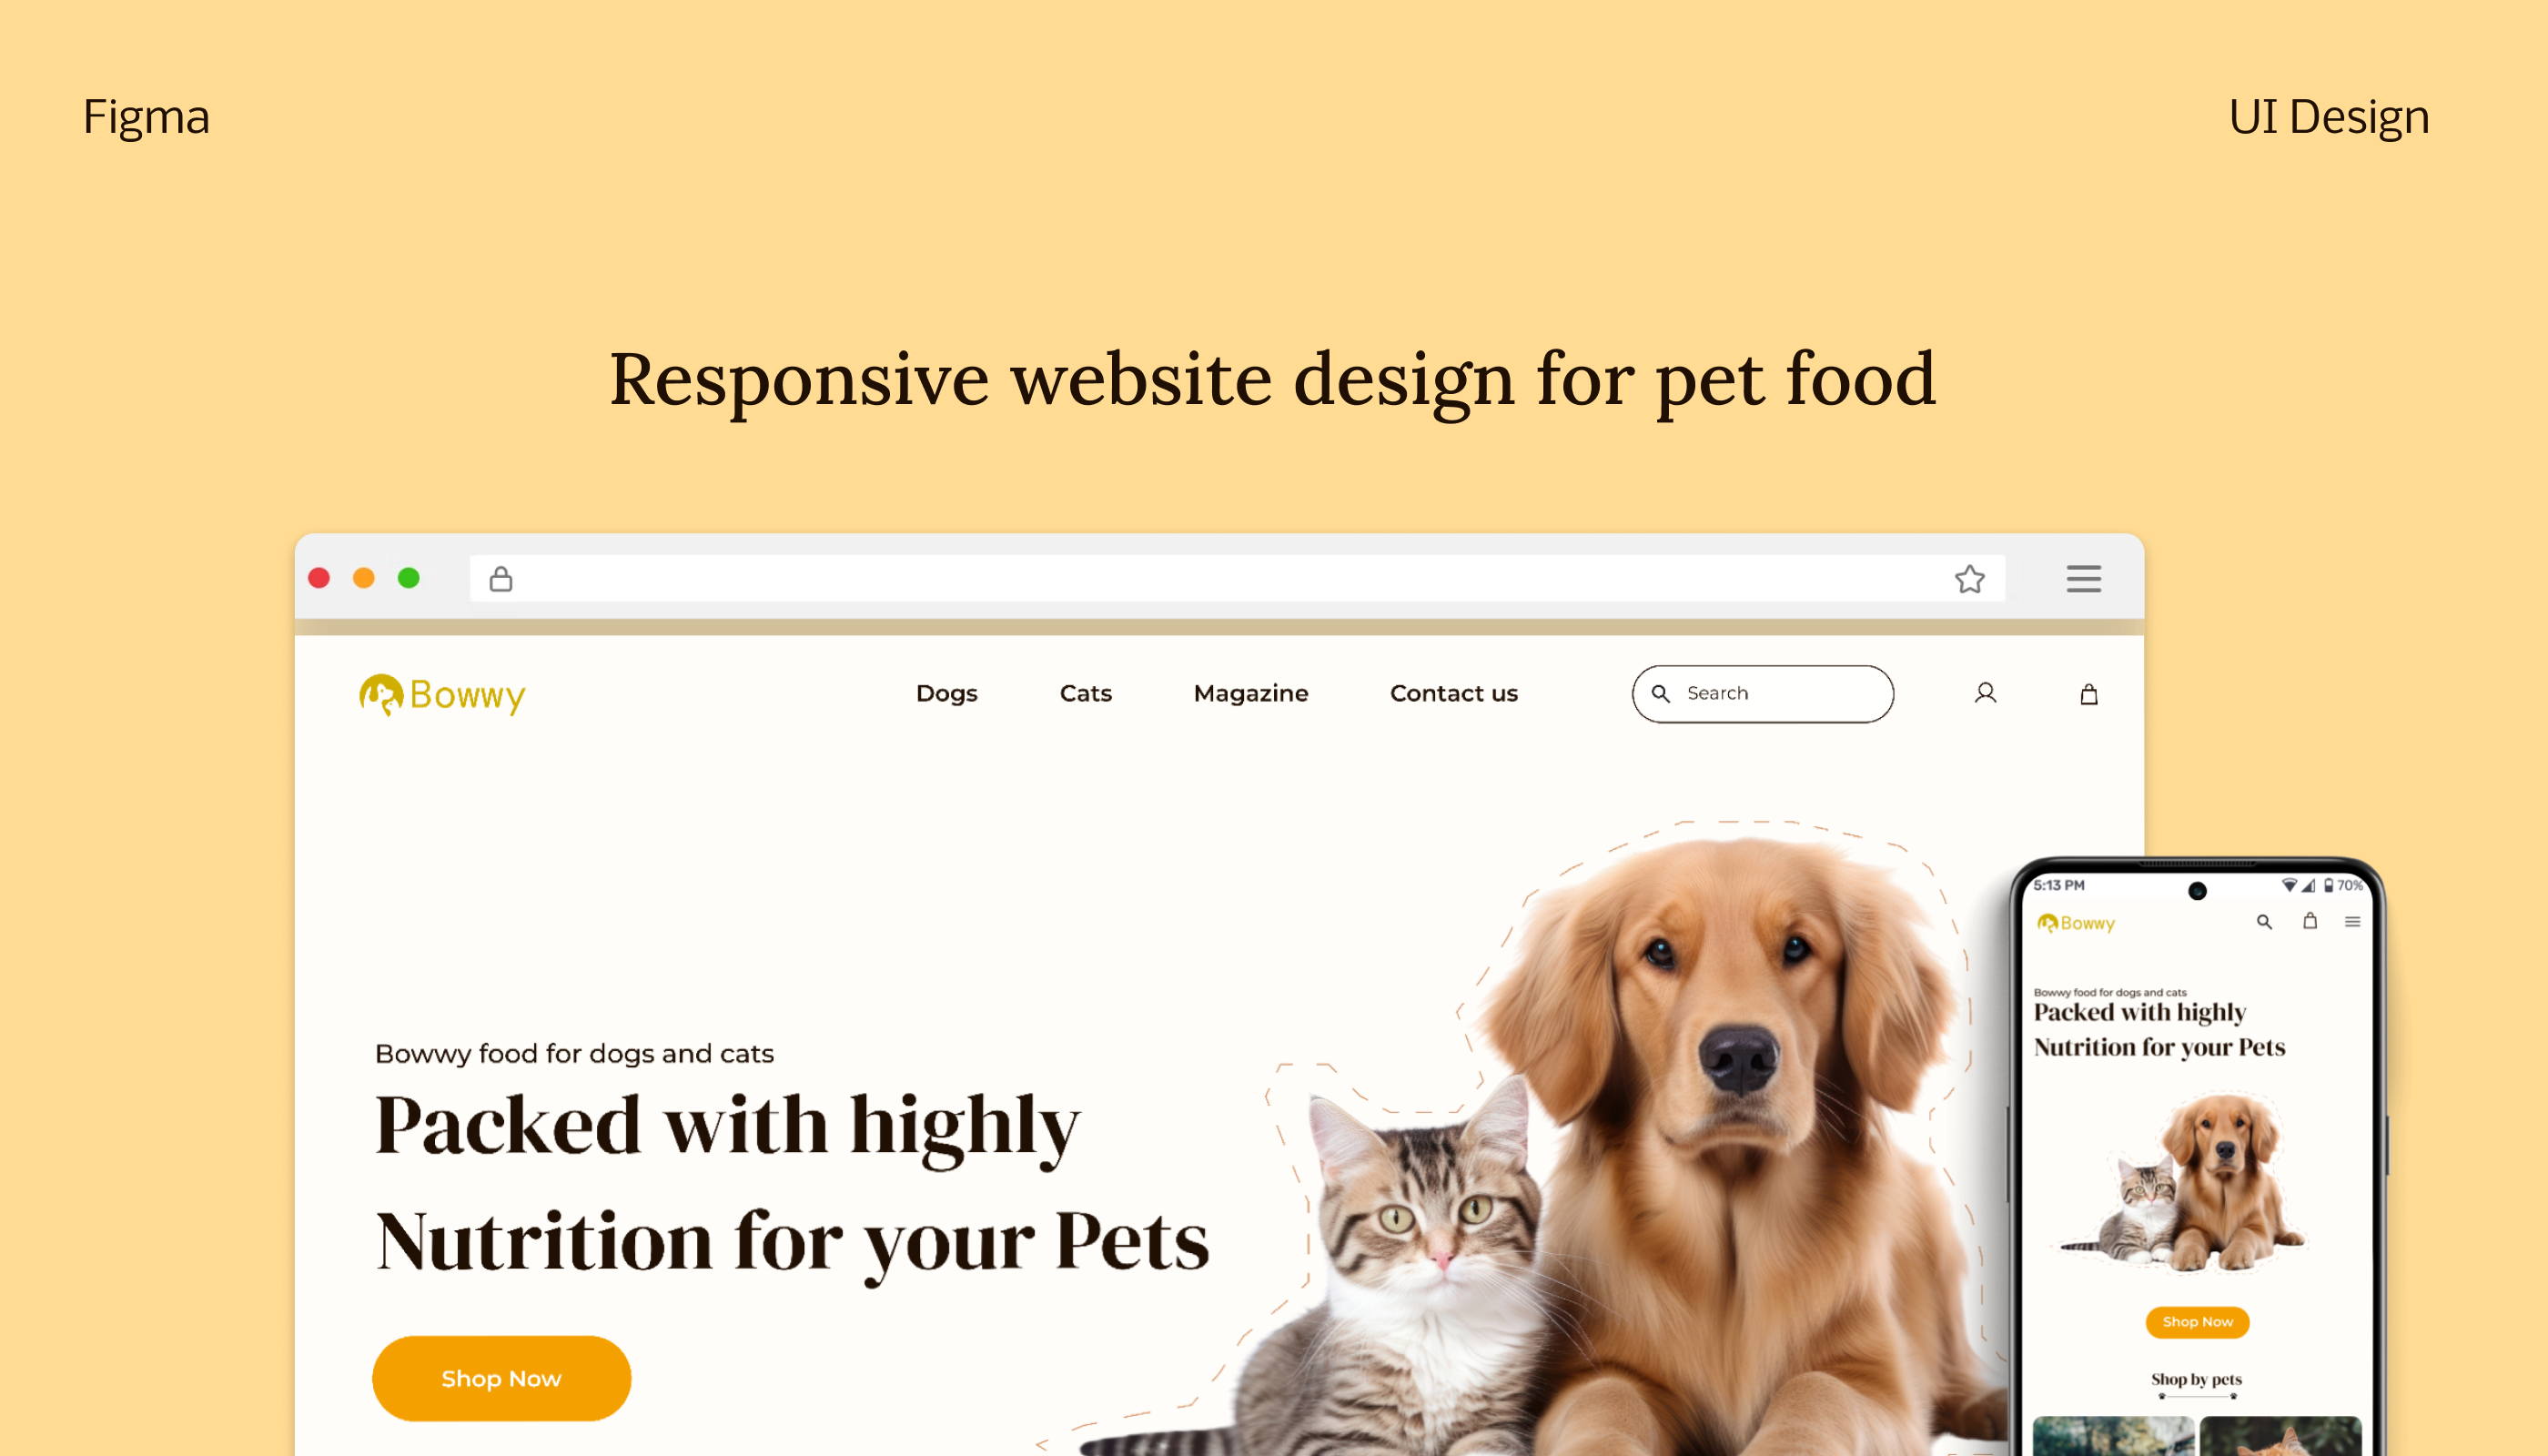 Figma
UI Design
Responsive website design for pet food
Bowwy
Dogs
Cats
Magazine
Contact us
Search
Bowwy food for dogs and cats
Packed with highly
Nutrition for your Pets
Shop Now
5:13 PM
70%
Bowwy
Bowwy food for dogs and cats
Packed with highly
Nutrition for your Pets
Shop Now
Shop by pets